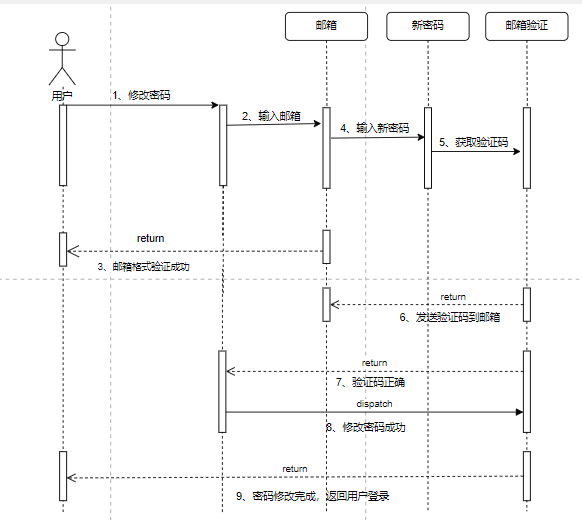 邮箱
新密码
邮箱验证
用户
1、修改密码
2、输入邮箱
4、输入新密码
5、获取验证码
return
3、邮箱格式验证成功
return
6、发送验证码到邮箱
return
7、验证码正确
dispatch
8、修改密码成功
return
9、密码修改完成，返回用户登录